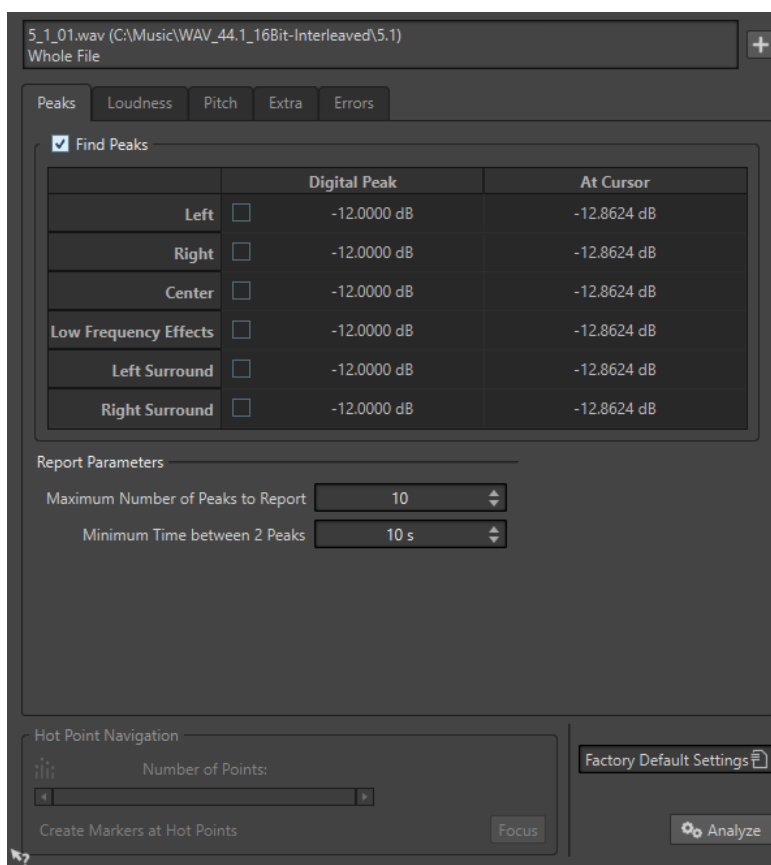 5_1_01.wav (C:\Music\WAV_44.1_16Bit-Interleaved\5.1)
Whole File
Peaks Loudness Pitch Extra Errors
Find Peaks
Digital Peak At Cursor
Left -12.0000 dB -12.8624 dB
Right -12.0000 dB -12.8624 dB
Center -12.0000 dB -12.8624 dB
Low Frequency Effects -12.0000 dB -12.8624 dB
Left Surround -12.0000 dB -12.8624 dB
Right Surround -12.0000 dB -12.8624 dB
Report Parameters
Maximum Number of Peaks to Report 10
Minimum Time between 2 Peaks 10 s
Hot Point Navigation
Number of Points:
Factory Default Settings
Create Markers at Hot Points Focus
Analyze